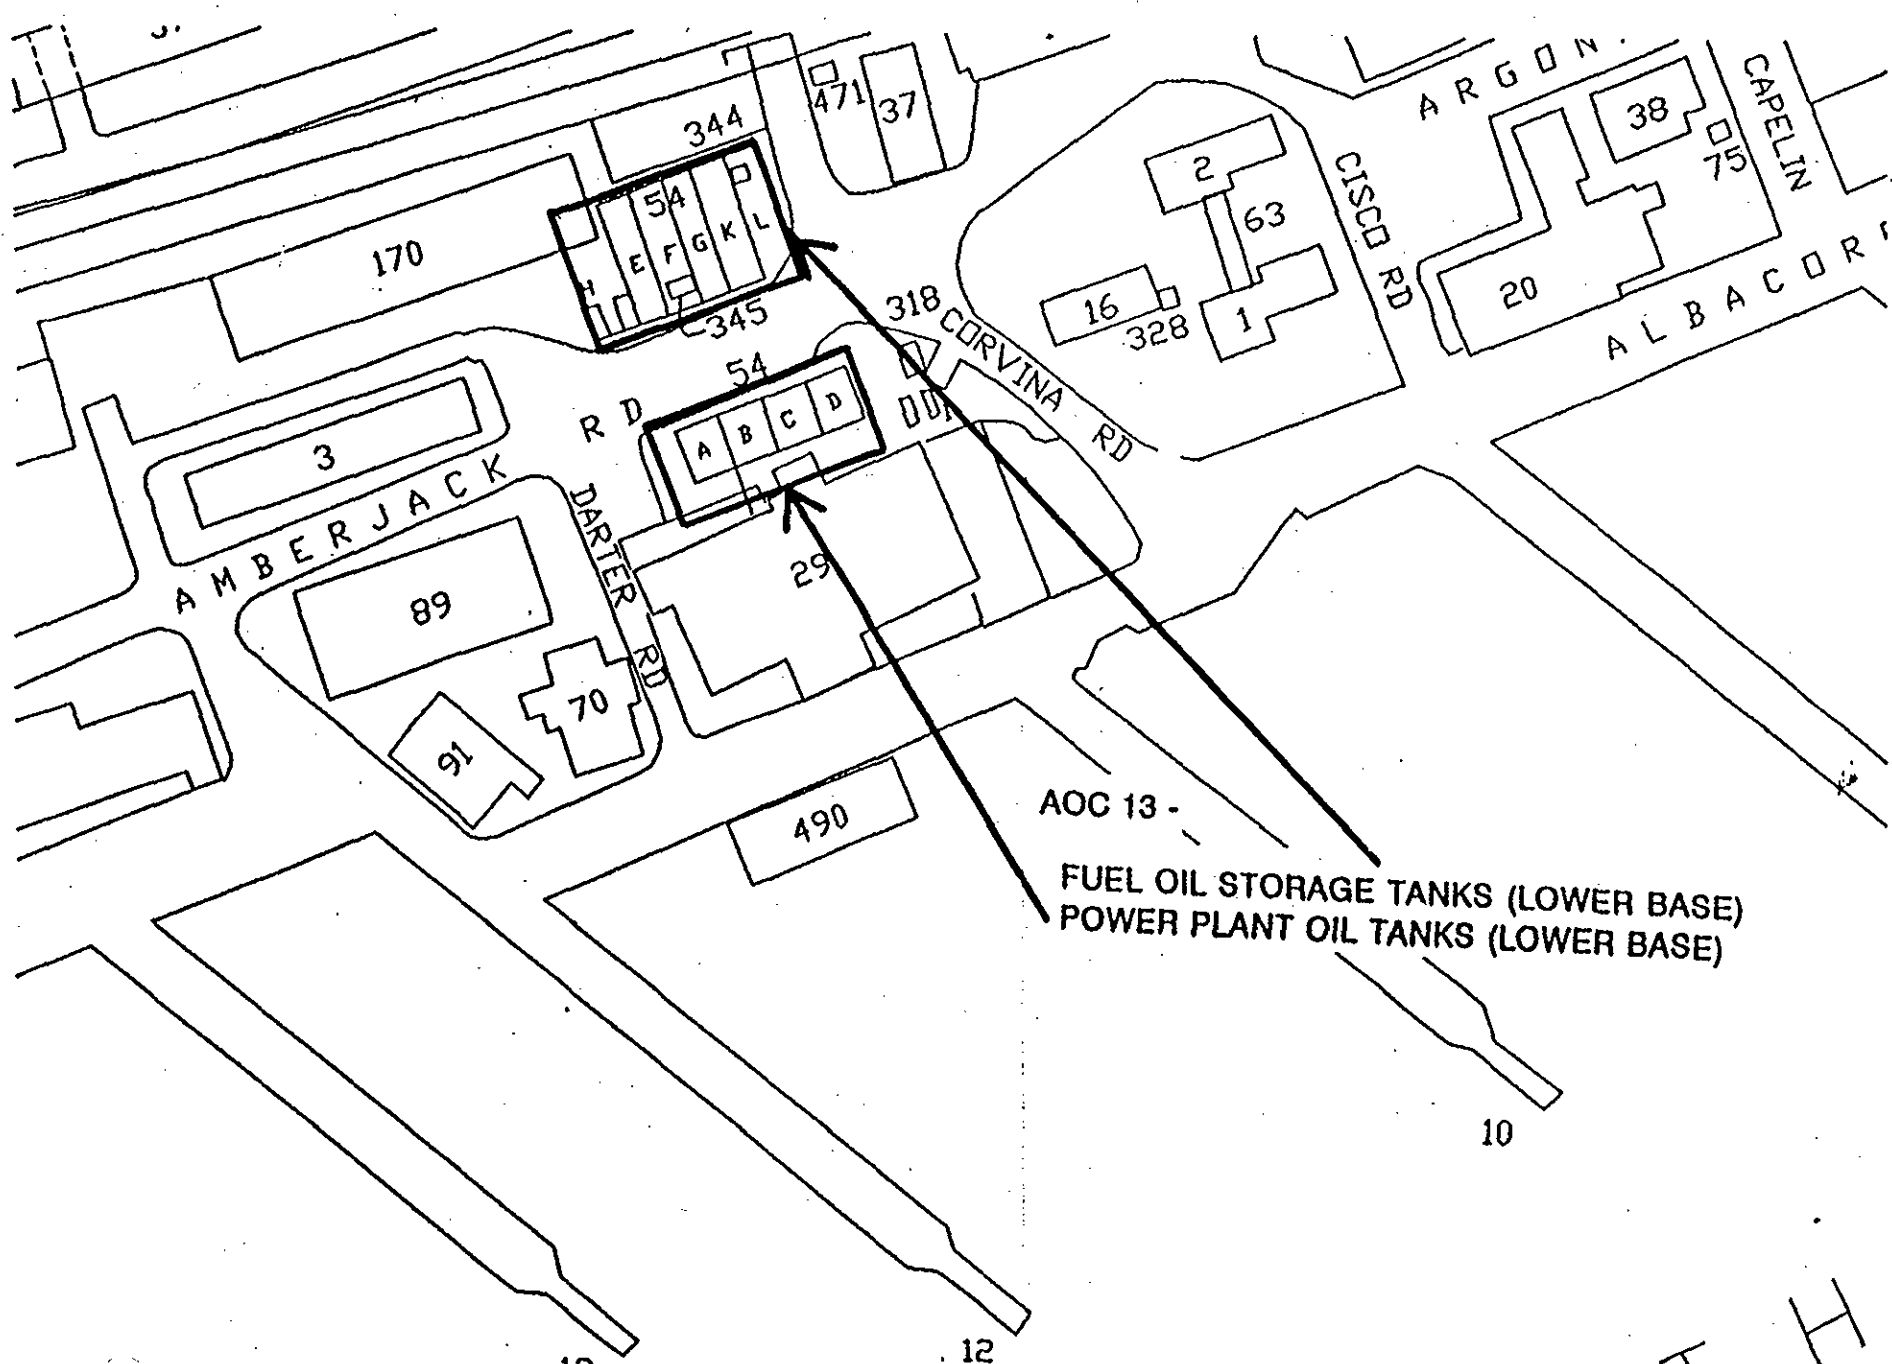 344
471
37
ARGON
38
75
CAPELIN
2
63
CISCO RD
54
H
E
F
G
K
L
170
345
318
CORVINA RD
16
328
1
20
54
A
B
C
D
3
AMBERJACK RD
DARTER RD
29
89
70
91
490
AOC 13 -
FUEL OIL STORAGE TANKS (LOWER BASE)
POWER PLANT OIL TANKS (LOWER BASE)
10
12
H